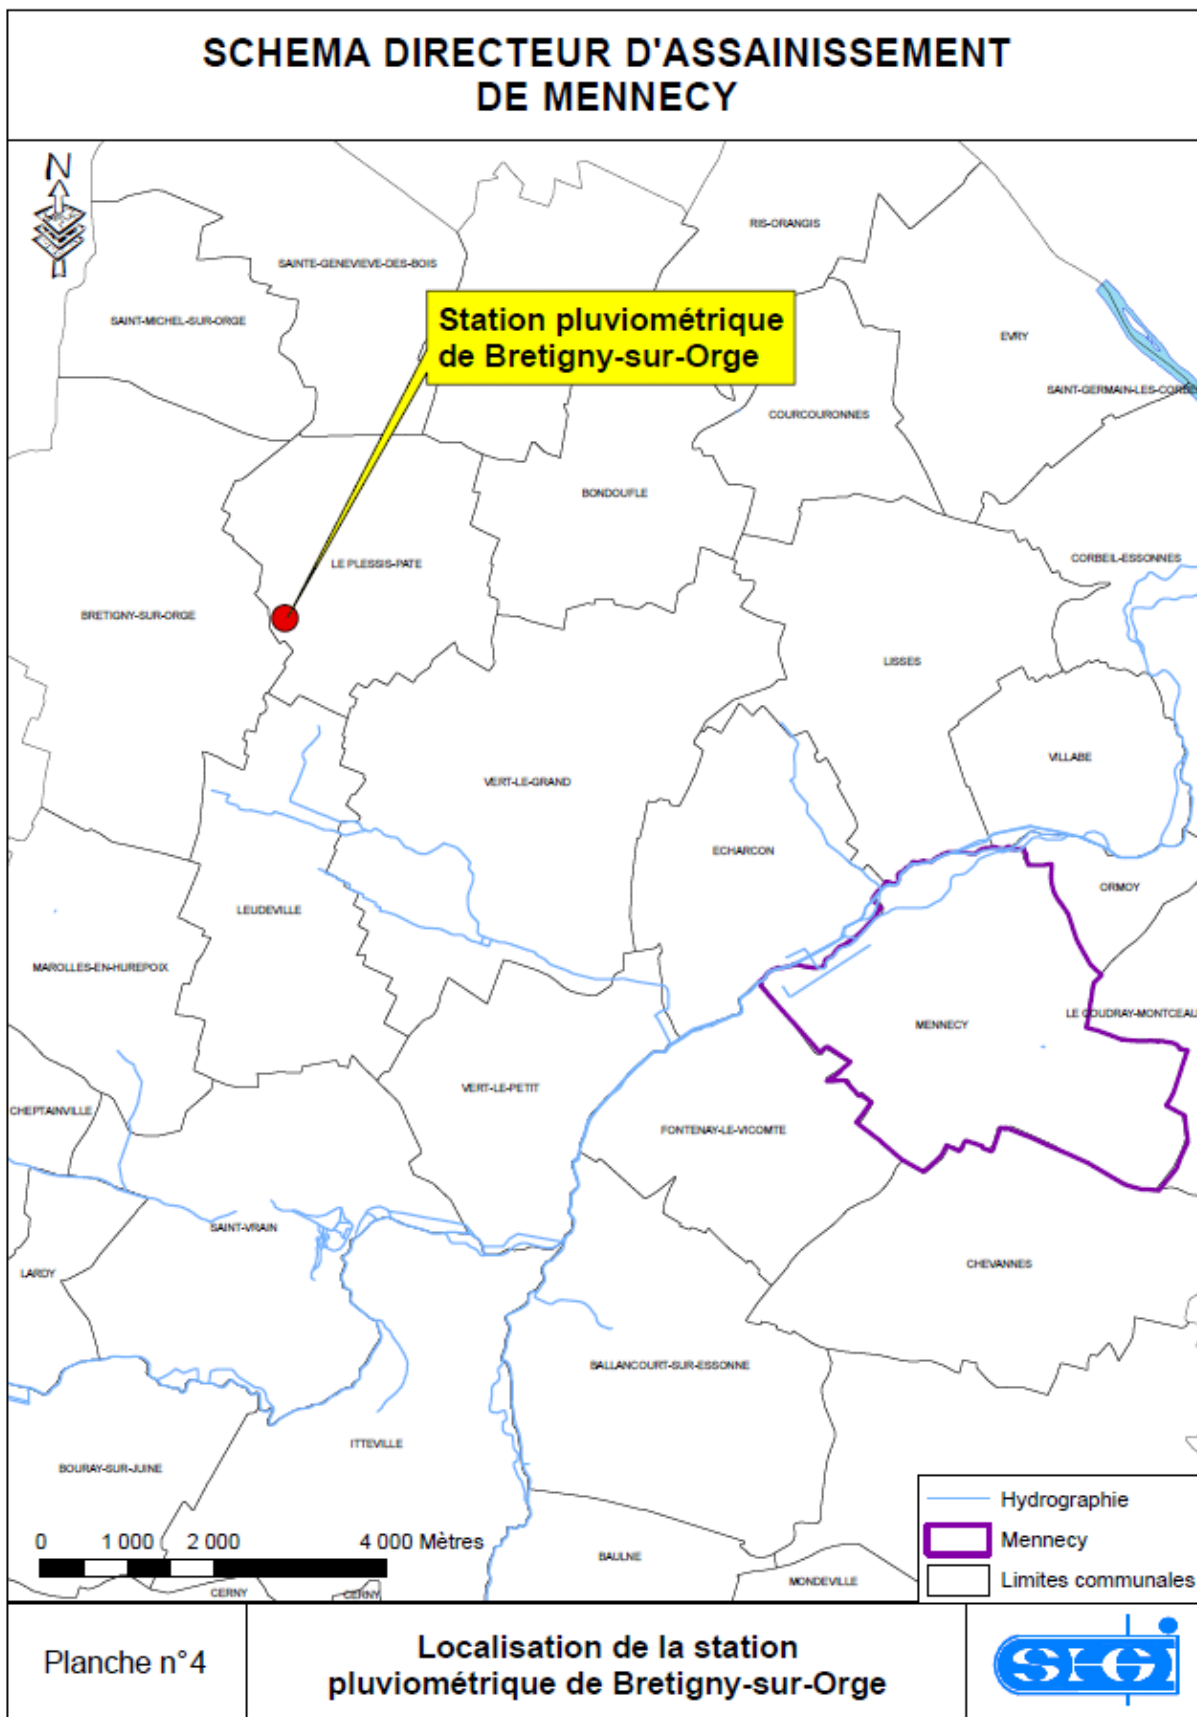 SCHEMA DIRECTEUR D'ASSAINISSEMENT
DE MENNECY
N
RIS-ORANGIS
SAINTE-GENEVIEVE-DES-BOIS
SAINT-MICHEL-SUR-ORGE
Station pluviométrique
de Bretigny-sur-Orge
EVRY
SAINT-GERMAIN-LES-CORBE
COURCOURONNES
BONDOUFLE
LE PLESSIS-PATE
CORBEIL-ESSONNES
BRETIGNY-SUR-ORGE
LISSES
VILLABE
VERT-LE-GRAND
ECHARCON
ORMOY
LEUDEVILLE
MAROLLES-EN-HUREPOIX
LE COUDRAY-MONTCEAU
MENNECY
VERT-LE-PETIT
CHEPTAINVILLE
FONTENAY-LE-VICOMTE
SAINT-VRAIN
LARDY
CHEVANNES
BALLANCOURT-SUR-ESSONNE
ITTEVILLE
BOURAY-SUR-JUINE
Hydrographie
Mennecy
Limites communales
0 1 000 2 000 4 000 Mètres
BAULNE
MONDEVILLE
CERNY
CERNY
Planche n°4
Localisation de la station
pluviométrique de Bretigny-sur-Orge